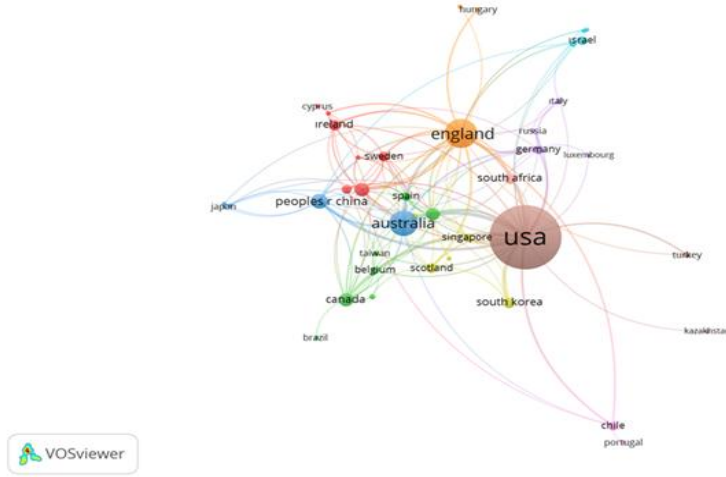 hungary
israel
italy
cyprus
ireland
england
russia
germany
luxembourg
sweden
south africa
spain
peoples r china
japan
australia
usa
singapore
taiwan
turkey
belgium
scotland
canada
south korea
kazakhstan
brazil
chile
portugal
VOSviewer